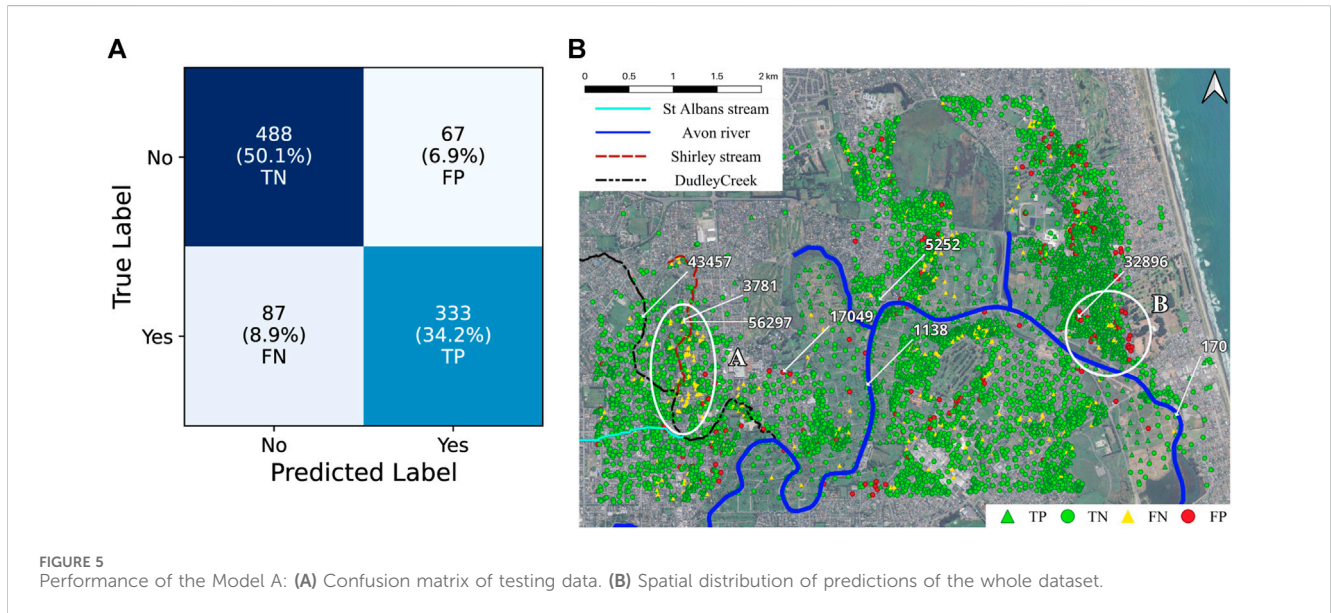 A
True Label
No
Yes
488
(50.1%)
TN
67
(6.9%)
FP
87
(8.9%)
FN
333
(34.2%)
TP
No
Yes
Predicted Label
B
0 0.5 1 1.5 2 km
St Albans stream
Avon river
Shirley stream
DudleyCreek
43457
3781
56297
17049
5252
1138
32896
170
A
B
TP TN FN FP
FIGURE 5
Performance of the Model A: (A) Confusion matrix of testing data. (B) Spatial distribution of predictions of the whole dataset.